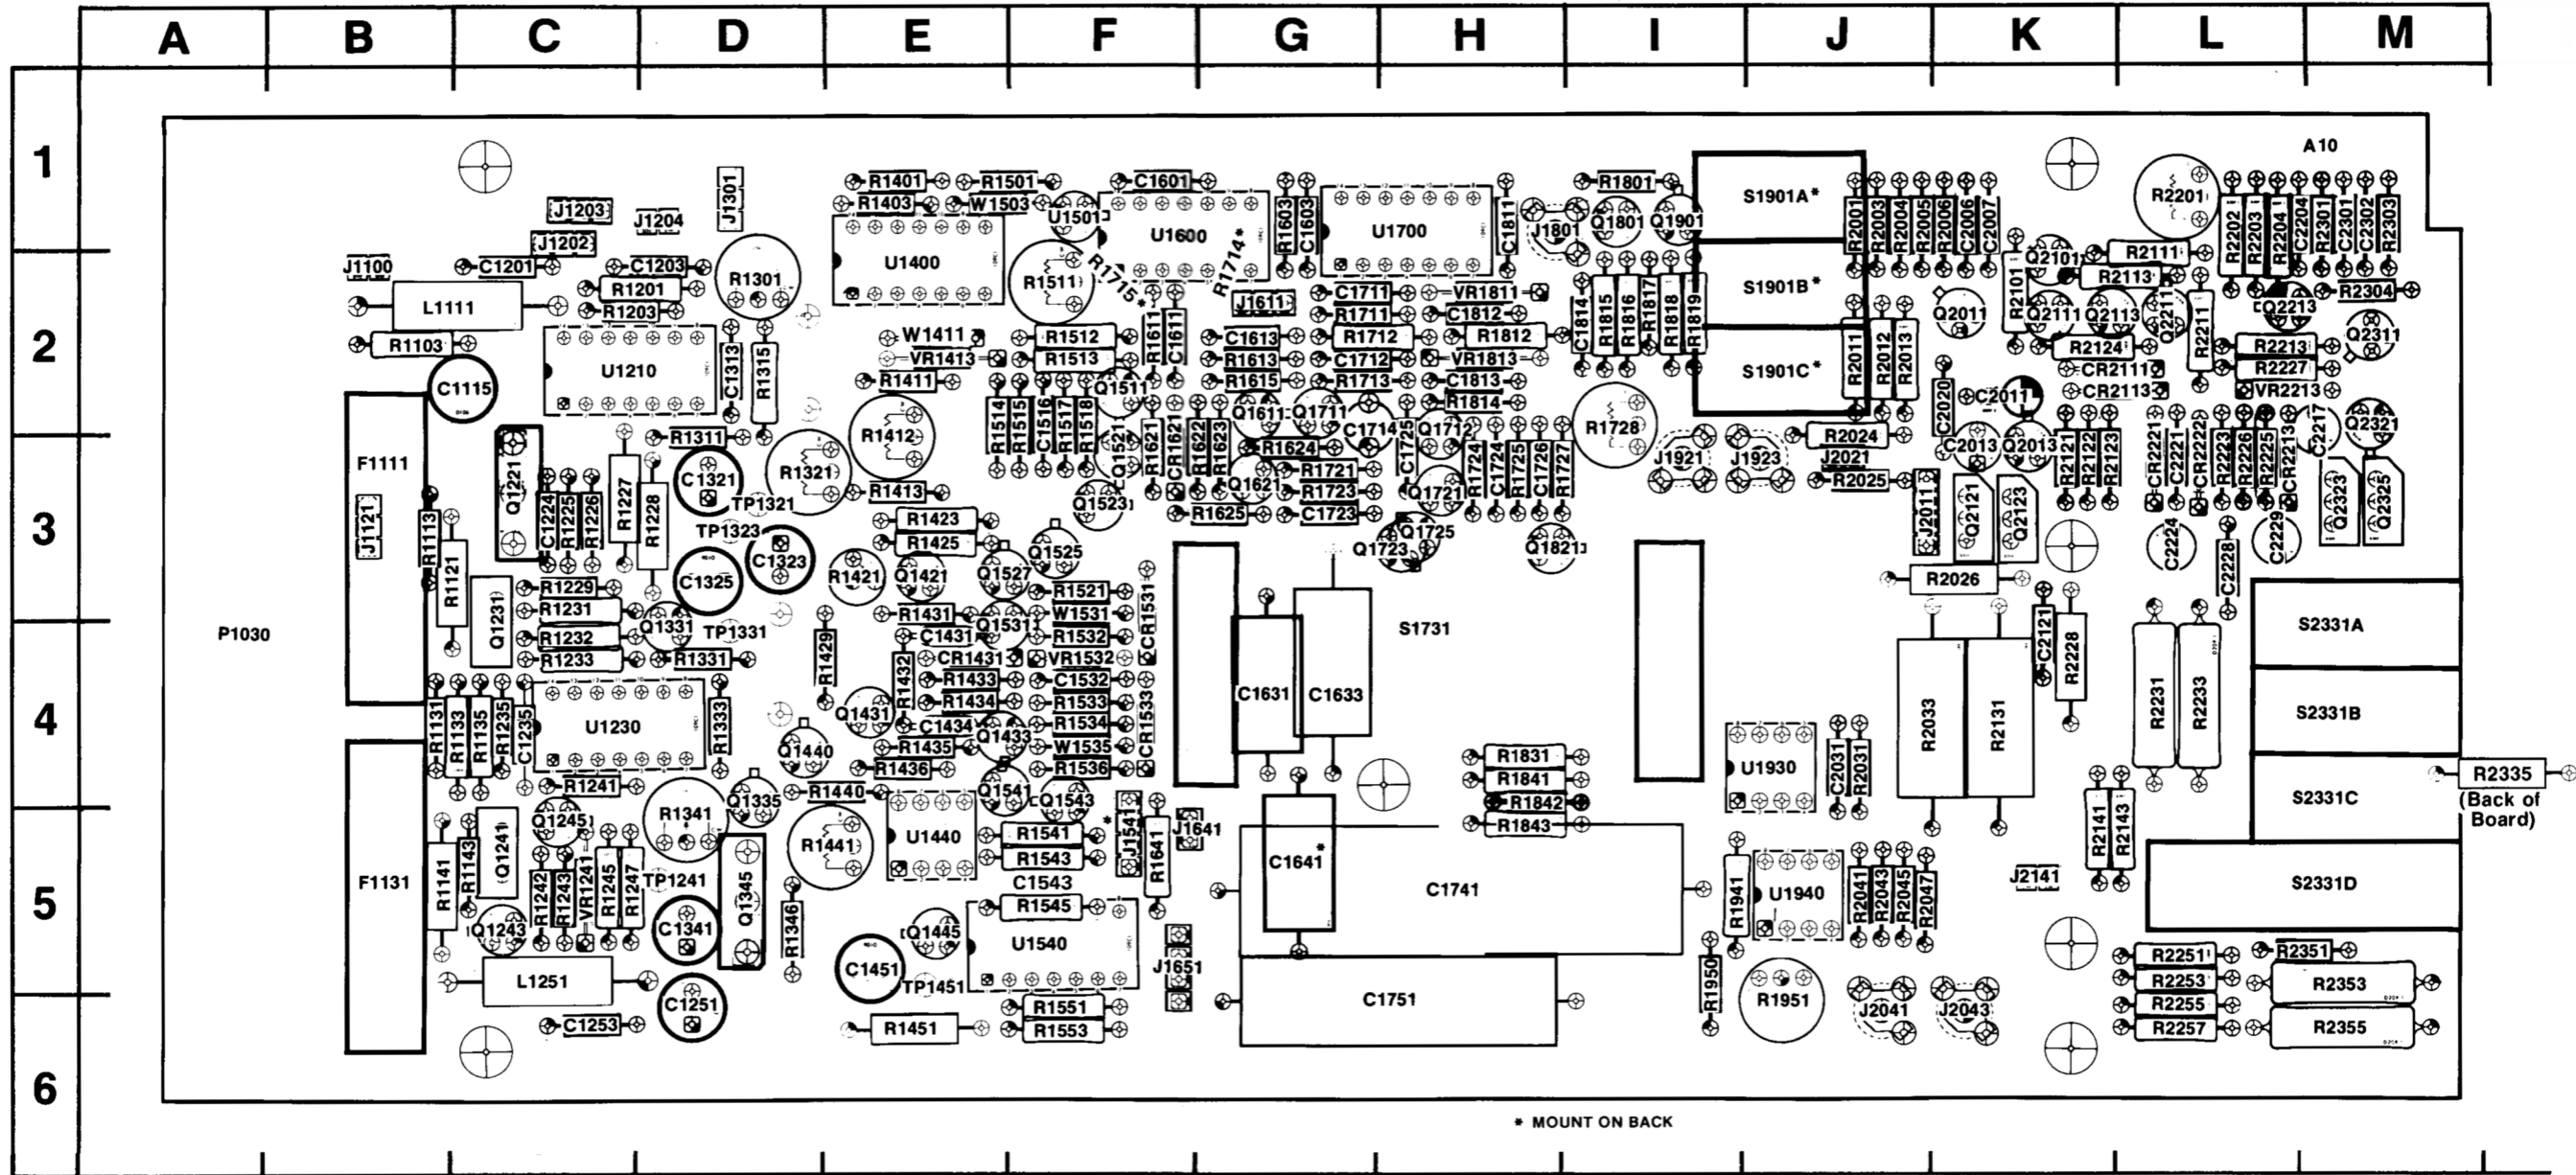 A B C D E F G H I J K L M
1
A10
J1301 R1401 R1501 C1601 R1801 S1901A*
J1203 J1204 R1403 W1503 U1501 R1603 C1603 C1811 Q1801 Q1901 R2001 R2003 R2004 R2005 R2006 C2006 C2007 R2201 R2202 R2203 R2204 C2204 R2301 C2301 C2302 R2303
J1202 U1600 U1700 J1801
J1100 C1201 C1203 R1301 U1400 R1511 R1715* R1714* Q2101 R2111
R1201 S1901B* R2101 R2113
L1111 R1203 J1611 C1711 VR1811 C1814 R1815 R1816 R1817 R1818 R1819 Q2011 Q2111 Q2113 Q2211 R2211 Q2213 R2304
R1711 C1812
2
R1103 C1313 R1315 W1411 R1512 R1611 C1611 C1613 R1712 R1812 R2011 R2012 R2013 R2124 R2213 Q2311
VR1413 R1513 R1613 C1712 VR1813
C1115 U1210 R1411 Q1511 R1615 R1713 C1813 S1901C* CR2111 R2227
R1814 C2020 C2011 CR2113 VR2213
R1514 R1515 C1516 R1517 R1518 Q1611 Q1711 C1714 Q1712 R1728 C2217 Q2321
F1111 Q1221 R1311 R1412 Q1521 R1621 CR1621 R1622 R1623 R1624 C1725 R1724 C1724 R1725 C1726 R1727 J1921 J1923 R2024 C2013 Q2013 R2121 R2122 R2123 CR2221 C2221 CR2222 R2223 R2226 R2225 CR2213
J2021
C1321 R1321 R1413 R1721 Q1621 R1723 Q1721 R2025
3
J1121 R1113 C1224 R1225 R1226 R1227 R1228 TP1321 Q1523 R1625 C1723 J2011 Q2121 Q2123 Q2323 Q2325
R1423
TP1323 R1425 Q1525 Q1725 Q1723 Q1821 C2224 C2228 C2229
R1121 C1325 C1323 R1421 Q1421 Q1527 R2026
R1229 R1521 CR1531
R1231 Q1231 R1431 W1531
P1030 R1232 Q1331 TP1331 R1429 C1431 Q1531 R1532 S1731 C2121 R2228 S2331A
R1233 R1331 CR1431 VR1532
R1432 R1433 C1532 C1631 C1633 R2231 R2233
R1434 R1533
4
R1131 R1133 R1135 R1235 C1235 U1230 R1333 Q1431 C1434 Q1433 R1534 CR1533 R2033 R2131 S2331B
Q1440 R1435 W1535 R1831
R1436 R1536 U1930 C2031 R2031 R2335
R1241 Q1335 R1440 Q1541 Q1543 R1841 S2331C (Back of
R1842 Board)
Q1245 R1341 U1440 R1541 *J1541 R1641 J1641 R1843 R2141 R2143
R1441 R1543 C1641*
F1131 R1141 R1143 Q1241 TP1241 C1543 C1741 J2141 S2331D
5
R1242 R1243 VR1241 R1245 R1247 Q1345 R1346 R1545 R1941 U1940 R2041 R2043 R2045 R2047
Q1243 C1341 Q1445 U1540
C1451 J1651 R2251 R2351
L1251 TP1451 R1950 R2253 R2353
C1251 R1551 C1751 R1951 J2041 J2043 R2255
C1253 R1451 R1553 R2257 R2355
6
* MOUNT ON BACK